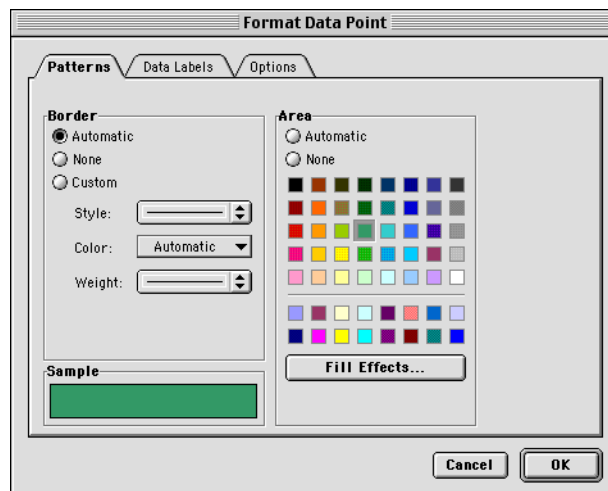 Format Data Point
Patterns Data Labels Options
Border
Automatic
None
Custom
Style:
Color: Automatic
Weight:
Sample
Area
Automatic
None
Fill Effects...
Cancel OK